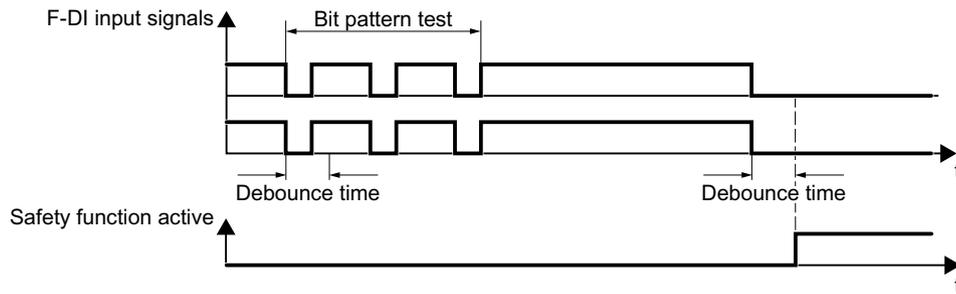 F-DI input signals
Bit pattern test
t
Debounce time
Debounce time
Safety function active
t